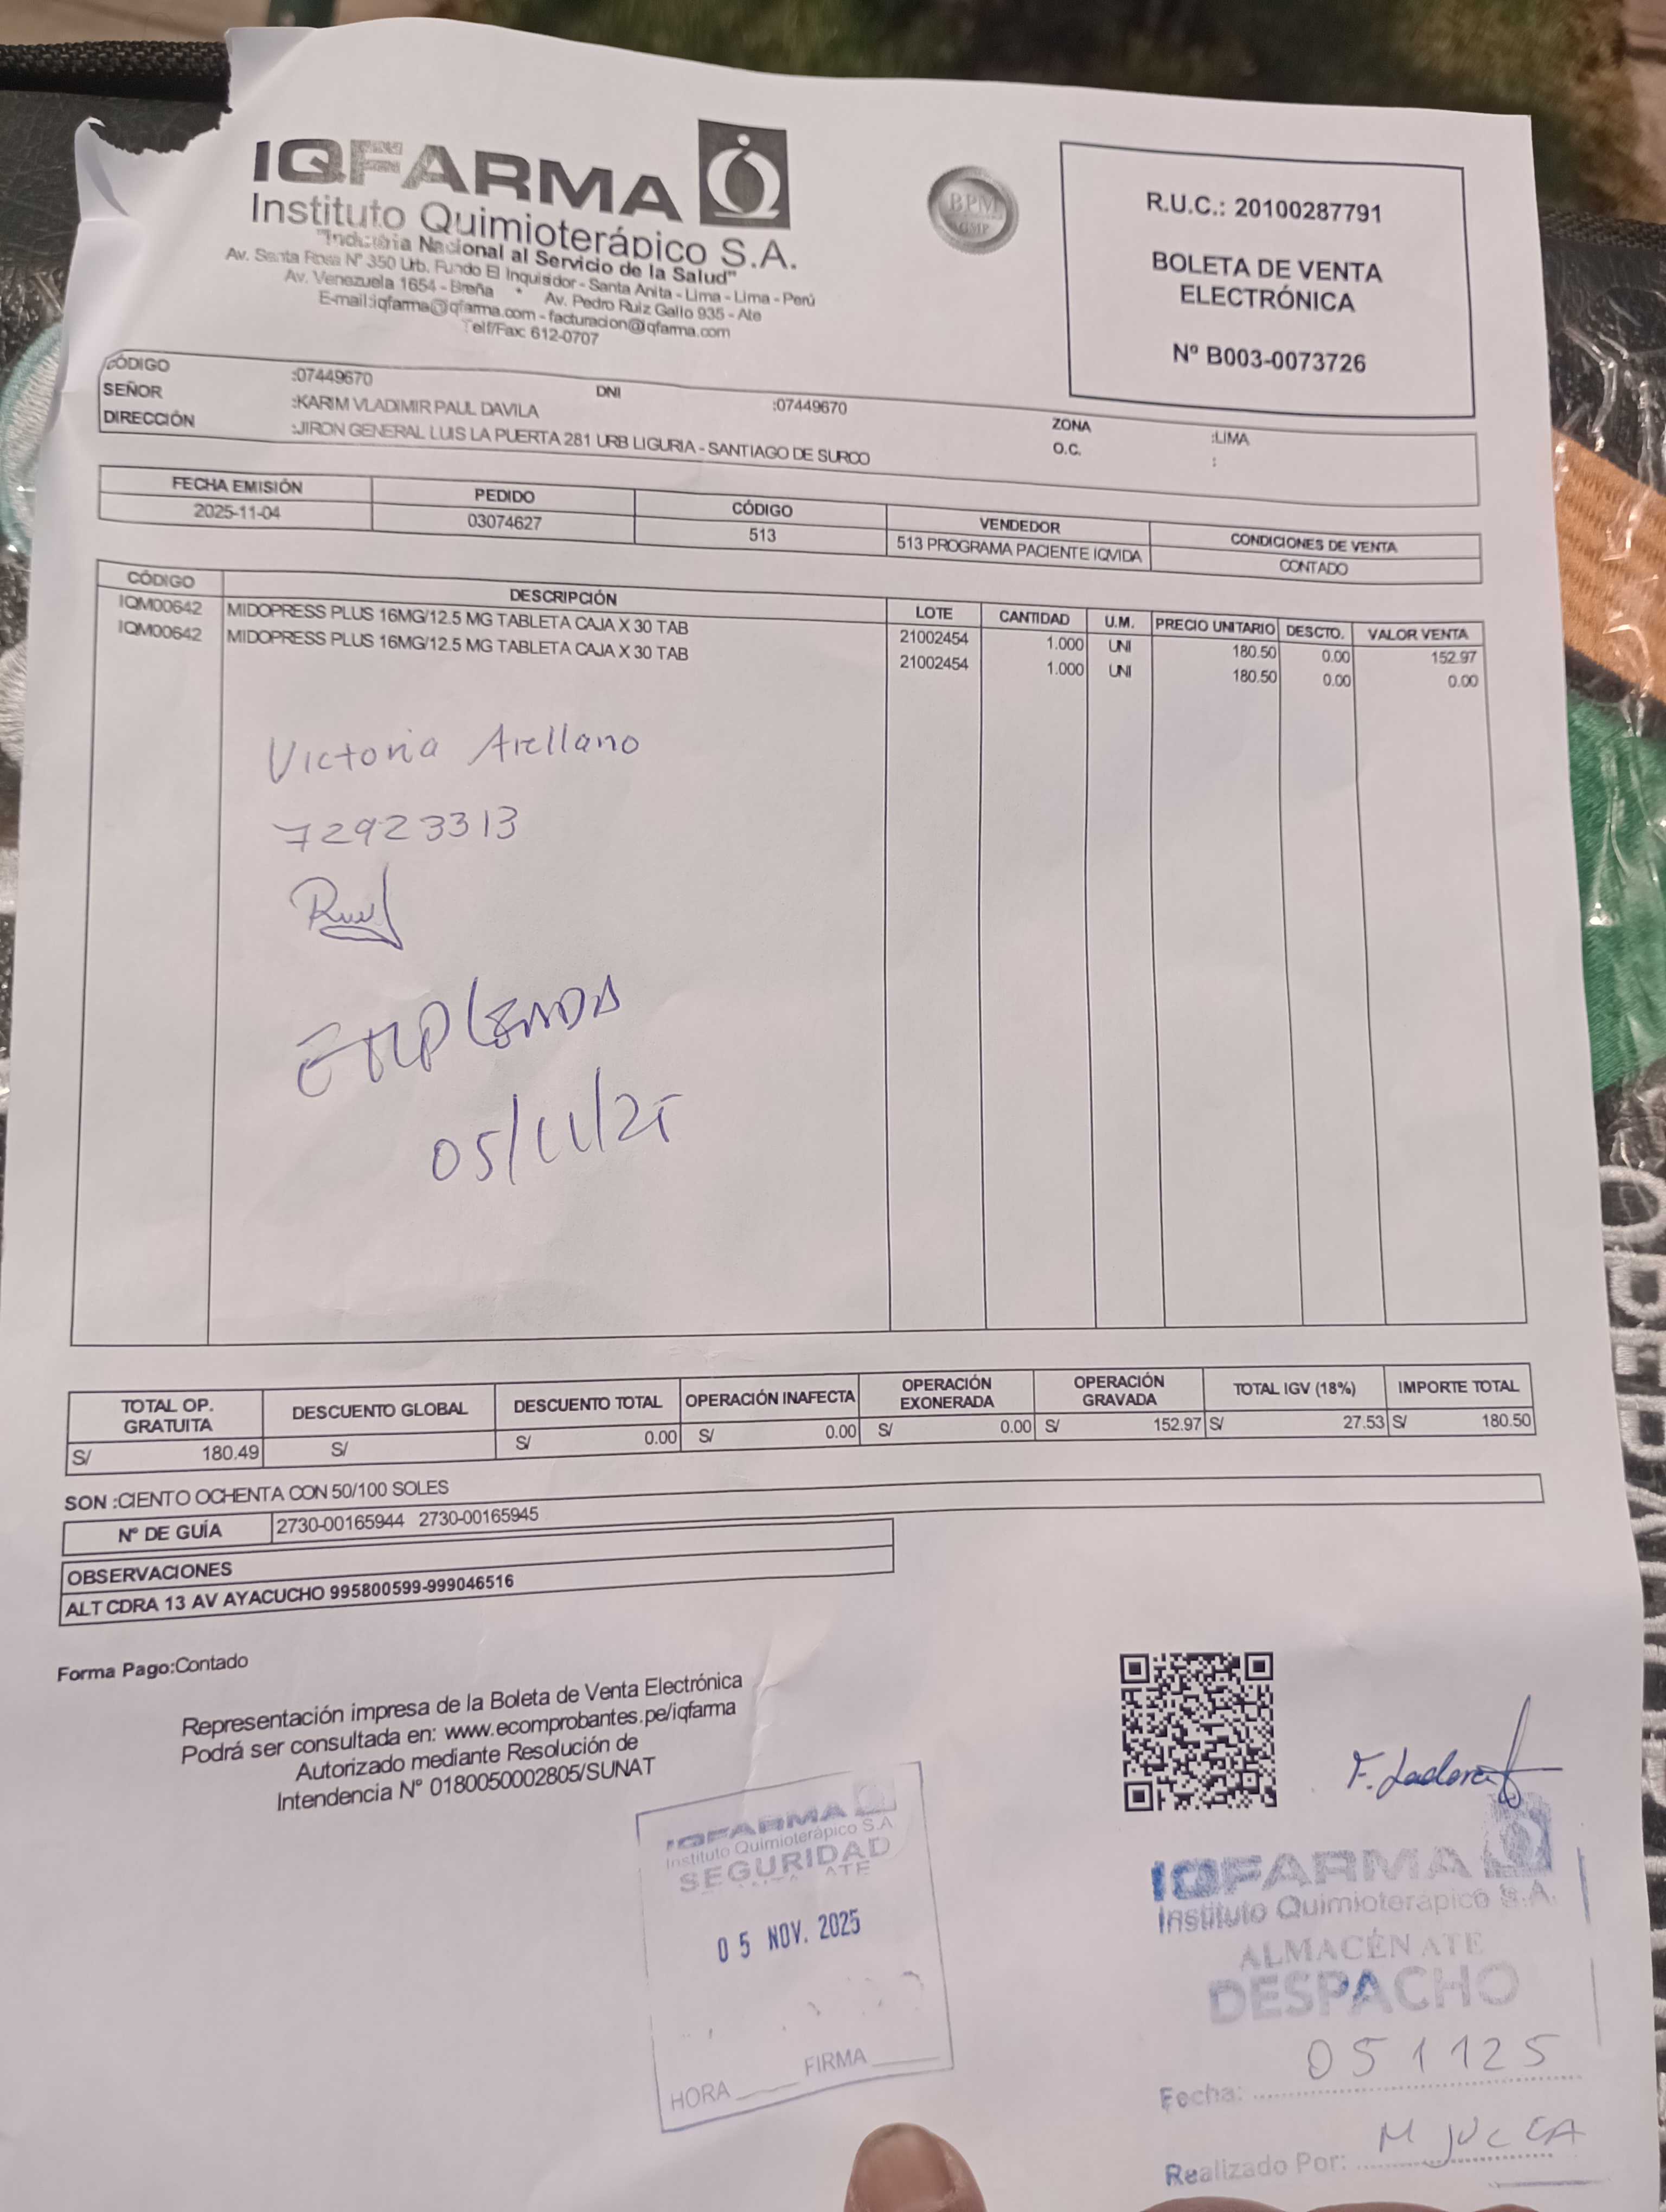 IQFARMA
Instituto Quimioterápico S.A.
"Industria Nacional al Servicio de la Salud"
Av. Santa Rosa N° 350 Urb. Fundo El Inquisidor - Santa Anita - Lima - Lima - Perú
Av. Venezuela 1654 - Breña * Av. Pedro Ruiz Gallo 935 - Ate
E-mail:iqfarma@iqfarma.com - facturacion@iqfarma.com
Telf/Fax: 612-0707
BPM
GMP
R.U.C.: 20100287791
BOLETA DE VENTA
ELECTRÓNICA
Nº B003-0073726
CÓDIGO :07449670 DNI :07449670 ZONA :LIMA
SEÑOR :KARIM VLADIMIR PAUL DAVILA O.C. :
DIRECCIÓN :JIRON GENERAL LUIS LA PUERTA 281 URB LIGURIA - SANTIAGO DE SURCO
FECHA EMISIÓN PEDIDO CÓDIGO VENDEDOR CONDICIONES DE VENTA
2025-11-04 03074627 513 513 PROGRAMA PACIENTE IQVIDA CONTADO
CÓDIGO DESCRIPCIÓN LOTE CANTIDAD U.M. PRECIO UNITARIO DESCTO. VALOR VENTA
IQM00642 MIDOPRESS PLUS 16MG/12.5 MG TABLETA CAJA X 30 TAB 21002454 1.000 UNI 180.50 0.00 152.97
IQM00642 MIDOPRESS PLUS 16MG/12.5 MG TABLETA CAJA X 30 TAB 21002454 1.000 UNI 180.50 0.00 0.00
Victoria Arellano
72923313
EMPLEADA
05/11/25
TOTAL OP. GRATUITA DESCUENTO GLOBAL DESCUENTO TOTAL OPERACIÓN INAFECTA OPERACIÓN EXONERADA OPERACIÓN GRAVADA TOTAL IGV (18%) IMPORTE TOTAL
S/ 180.49 S/ S/ 0.00 S/ 0.00 S/ 0.00 S/ 152.97 S/ 27.53 S/ 180.50
SON :CIENTO OCHENTA CON 50/100 SOLES
Nº DE GUÍA 2730-00165944 2730-00165945
OBSERVACIONES
ALT CDRA 13 AV AYACUCHO 995800599-999046516
Forma Pago:Contado
Representación impresa de la Boleta de Venta Electrónica
Podrá ser consultada en: www.ecomprobantes.pe/iqfarma
Autorizado mediante Resolución de
Intendencia N° 0180050002805/SUNAT
IQFARMA
Instituto Quimioterápico S.A
SEGURIDAD
ATE
05 NOV. 2025
HORA FIRMA
IQFARMA
Instituto Quimioterápico S.A.
ALMACÉN ATE
DESPACHO
Fecha: 051125
Realizado Por: M JUCCA